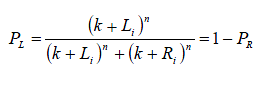 P_L = (k + L_i)^n / ((k + L_i)^n + (k + R_i)^n) = 1 − P_R